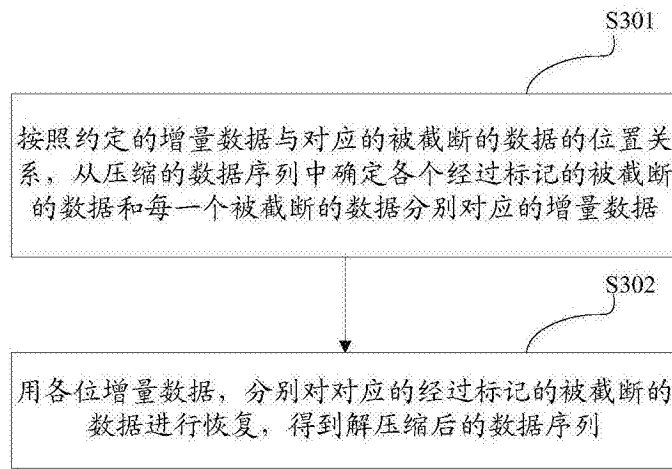 S301
按照约定的增量数据与对应的被截断的数据的位置关
系，从压缩的数据序列中确定各个经过标记的被截断
的数据和每一个被截断的数据分别对应的增量数据
S302
用各位增量数据，分别对对应的经过标记的被截断的
数据进行恢复，得到解压缩后的数据序列